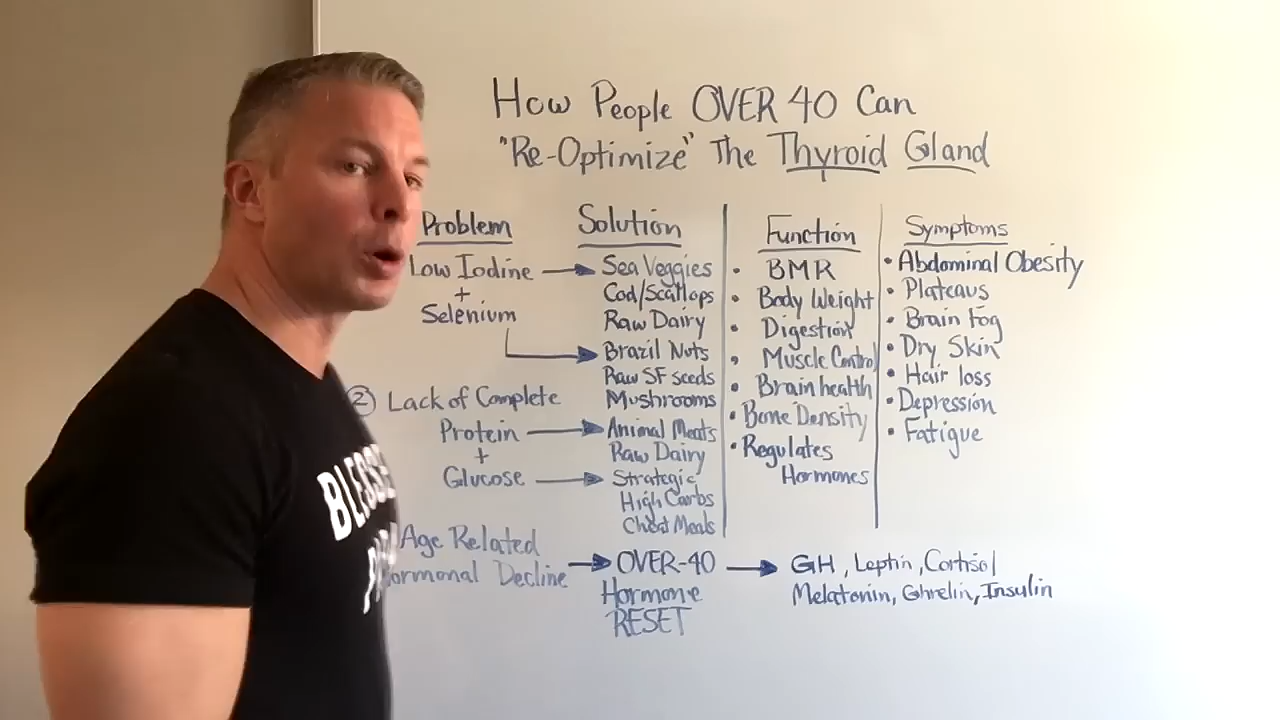 How People OVER 40 Can
"Re-Optimize" The Thyroid Gland
Problem
Low Iodine
+
Selenium
② Lack of Complete
Protein
+
Glucose
Age Related
Hormonal Decline
Solution
Sea Veggies
Cod/Scallops
Raw Dairy
Brazil Nuts
Raw SF seeds
Mushrooms
Animal Meats
Raw Dairy
Strategic
High Carbs
Cheat Meals
OVER-40
Hormone
RESET
Function
• BMR
• Body Weight
• Digestion
• Muscle Control
• Brain health
• Bone Density
• Regulates
Hormones
Symptoms
• Abdominal Obesity
• Plateaus
• Brain Fog
• Dry Skin
• Hair loss
• Depression
• Fatigue
GH, Leptin, Cortisol
Melatonin, Ghrelin, Insulin